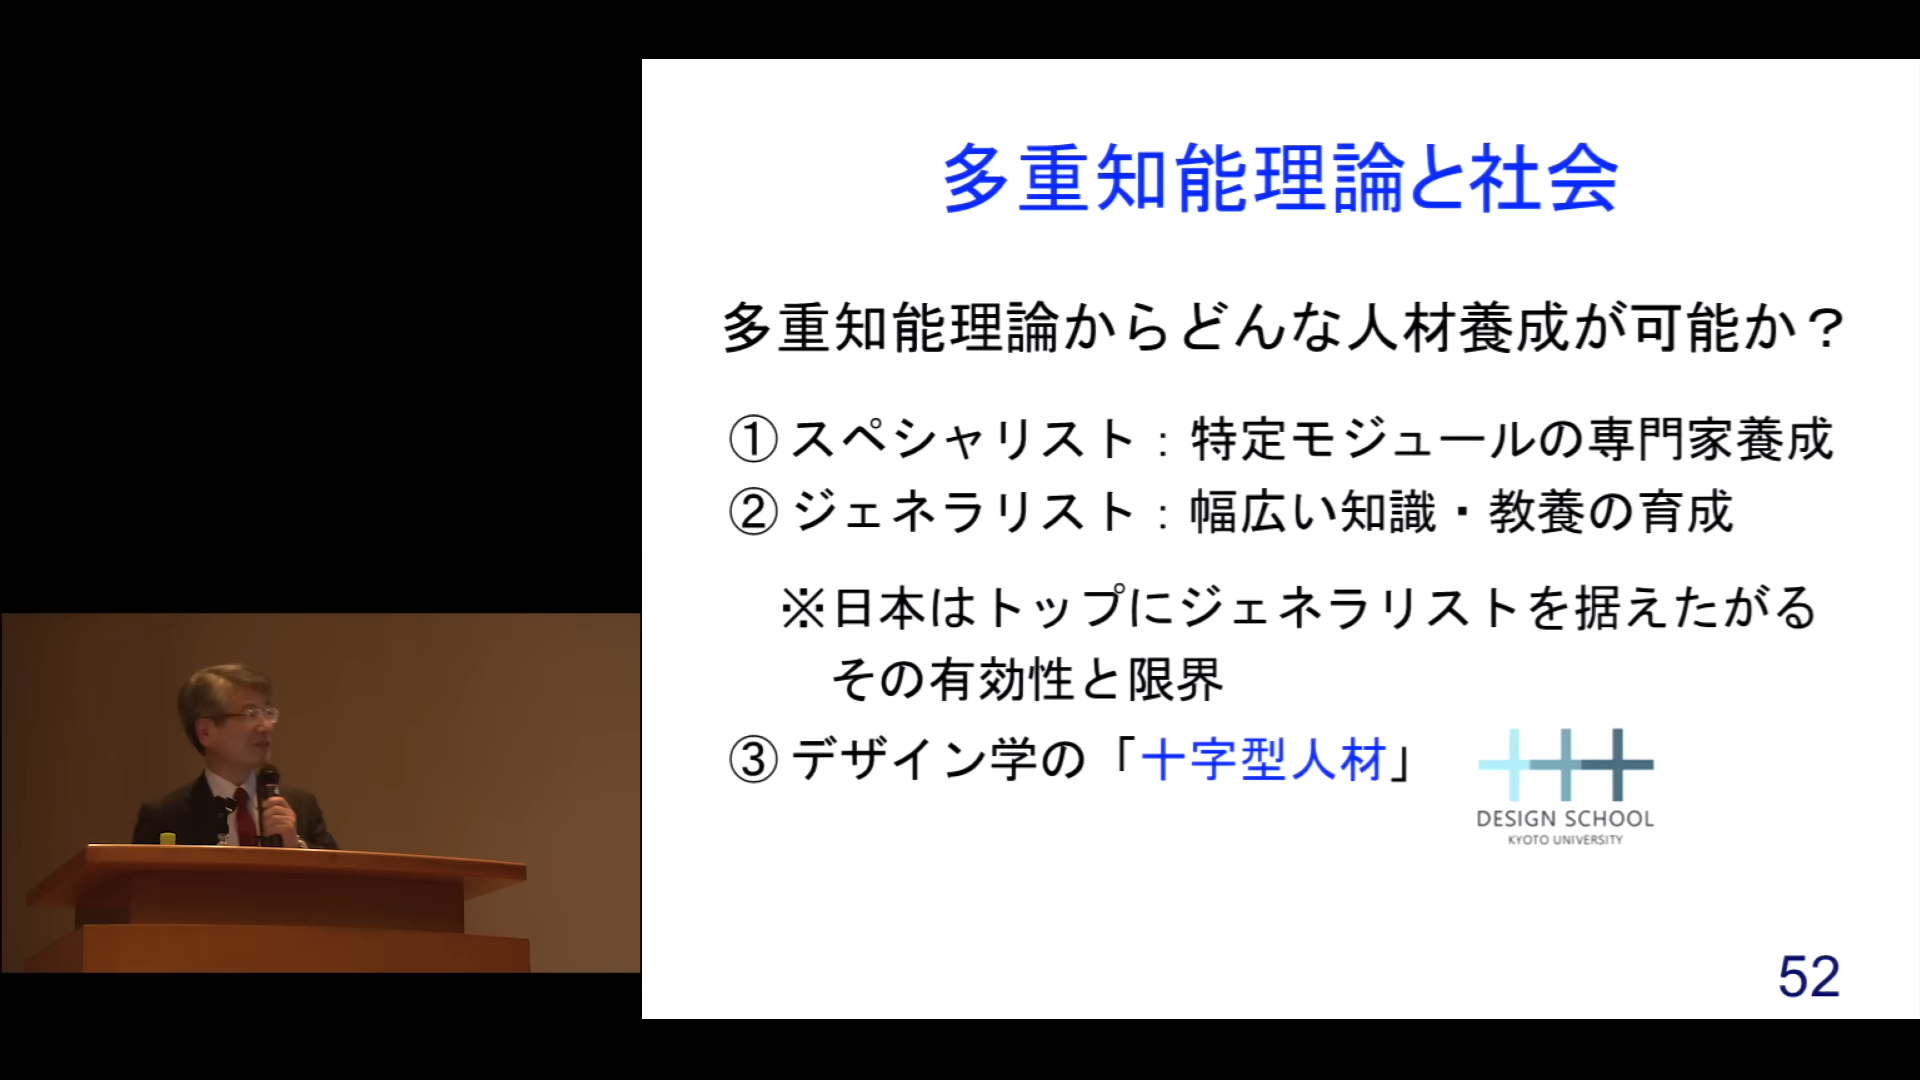 多重知能理論と社会
多重知能理論からどんな人材養成が可能か？
① スペシャリスト：特定モジュールの専門家養成
② ジェネラリスト：幅広い知識・教養の育成
※日本はトップにジェネラリストを据えたがる
その有効性と限界
③ デザイン学の「十字型人材」
DESIGN SCHOOL
KYOTO UNIVERSITY
52